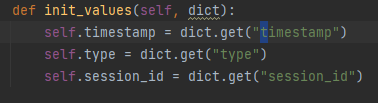 def init_values(self, dict):
    self.timestamp = dict.get("timestamp")
    self.type = dict.get("type")
    self.session_id = dict.get("session_id")